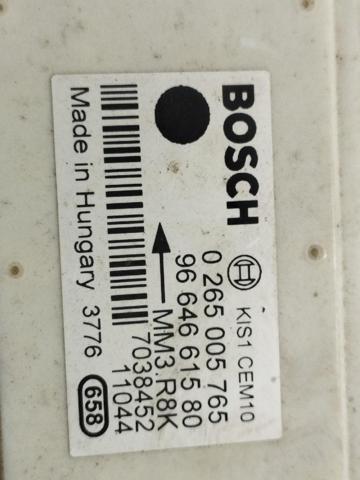 BOSCH
KIS1 CEM10
0 265 005 765
96 646 615 80
MM3.R8K
7038452
11044
Made in Hungary 3776
658